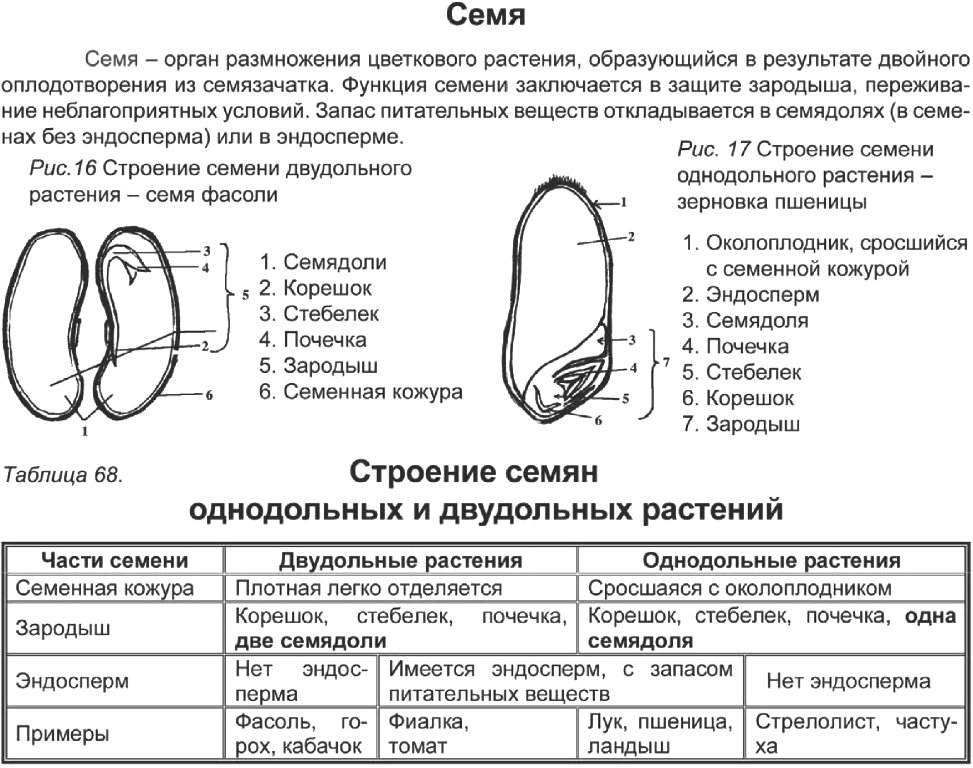 Семя
Семя – орган размножения цветкового растения, образующийся в результате двойного
оплодотворения из семязачатка. Функция семени заключается в защите зародыша, пережива-
ние неблагоприятных условий. Запас питательных веществ откладывается в семядолях (в семе-
нах без эндосперма) или в эндосперме.
Рис.16 Строение семени двудольного
растения – семя фасоли
3
4
5
2
6
1
1. Семядоли
2. Корешок
3. Стебелек
4. Почечка
5. Зародыш
6. Семенная кожура
Рис. 17 Строение семени
однодольного растения –
зерновка пшеницы
1
2
3
4
7
5
6
1. Околоплодник, сросшийся
с семенной кожурой
2. Эндосперм
3. Семядоля
4. Почечка
5. Стебелек
6. Корешок
7. Зародыш
Таблица 68.
Строение семян
однодольных и двудольных растений
Части семени
Двудольные растения
Однодольные растения
Семенная кожура
Плотная легко отделяется
Сросшаяся с околоплодником
Зародыш
Корешок, стебелек, почечка,
две семядоли
Корешок, стебелек, почечка, одна
семядоля
Эндосперм
Нет эндос-
перма
Имеется эндосперм, с запасом
питательных веществ
Нет эндосперма
Примеры
Фасоль, го-
рох, кабачок
Фиалка,
томат
Лук, пшеница,
ландыш
Стрелолист, часту-
ха